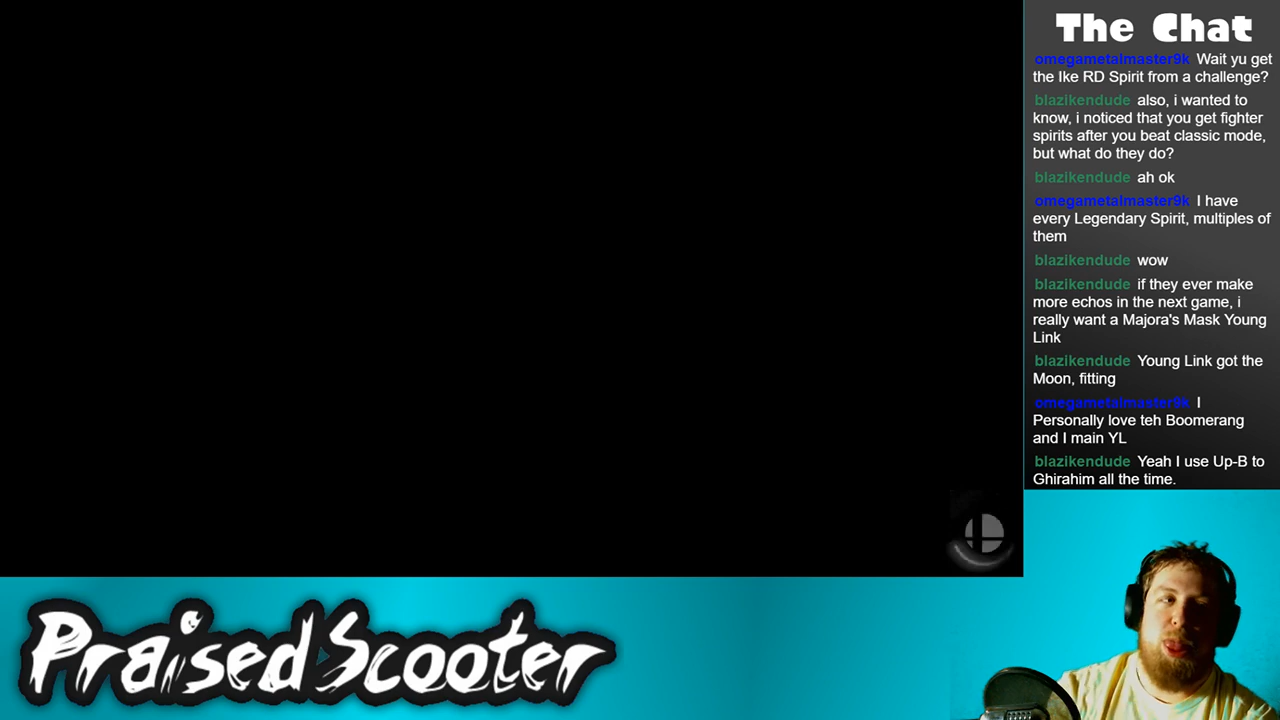 The Chat
omegametalmaster9k Wait yu get
the Ike RD Spirit from a challenge?
blazikendude also, i wanted to
know, i noticed that you get fighter
spirits after you beat classic mode,
but what do they do?
blazikendude ah ok
omegametalmaster9k I have
every Legendary Spirit, multiples of
them
blazikendude wow
blazikendude if they ever make
more echos in the next game, i
really want a Majora's Mask Young
Link
blazikendude Young Link got the
Moon, fitting
omegametalmaster9k I
Personally love teh Boomerang
and I main YL
blazikendude Yeah I use Up-B to
Ghirahim all the time.
PraisedScooter